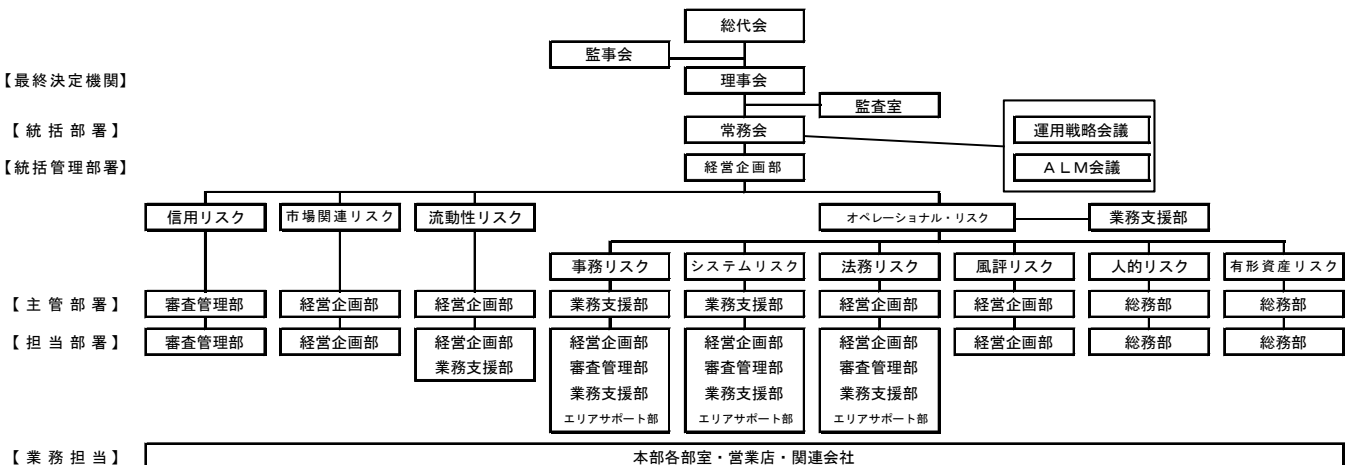 総代会
監事会
【最終決定機関】 理事会
監査室
【統括部署】 常務会 運用戦略会議
【統括管理部署】 経営企画部 ＡＬＭ会議
信用リスク 市場関連リスク 流動性リスク オペレーショナル・リスク 業務支援部
事務リスク システムリスク 法務リスク 風評リスク 人的リスク 有形資産リスク
【主管部署】 審査管理部 経営企画部 経営企画部 業務支援部 業務支援部 経営企画部 経営企画部 総務部 総務部
【担当部署】 審査管理部 経営企画部 経営企画部 経営企画部 経営企画部 経営企画部 経営企画部 総務部 総務部
業務支援部 審査管理部 審査管理部 審査管理部
業務支援部 業務支援部 業務支援部
エリアサポート部 エリアサポート部 エリアサポート部
【業務担当】 本部各部室・営業店・関連会社